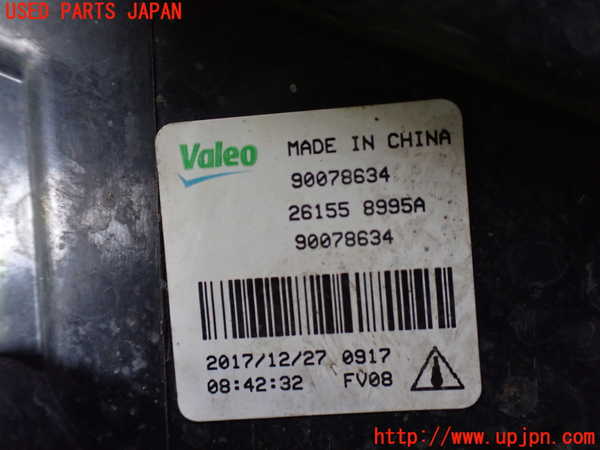 USED PARTS JAPAN
Valeo MADE IN CHINA
90078634
26155 8995A
90078634
2017/12/27 0917
08:42:32 FV08
http://www.upjpn.com/